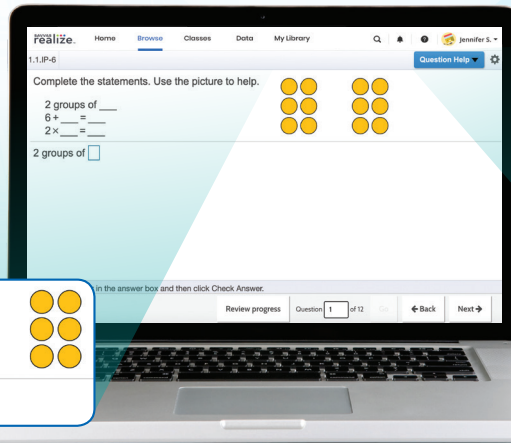 savvas
realize. Home Browse Classes Data My Library Jennifer S.
1.1.IP-6 Question Help
Complete the statements. Use the picture to help.
2 groups of ___
6 + ___ = ___
2 × ___ = ___
2 groups of
in the answer box and then click Check Answer.
Review progress Question 1 of 12 Go Back Next